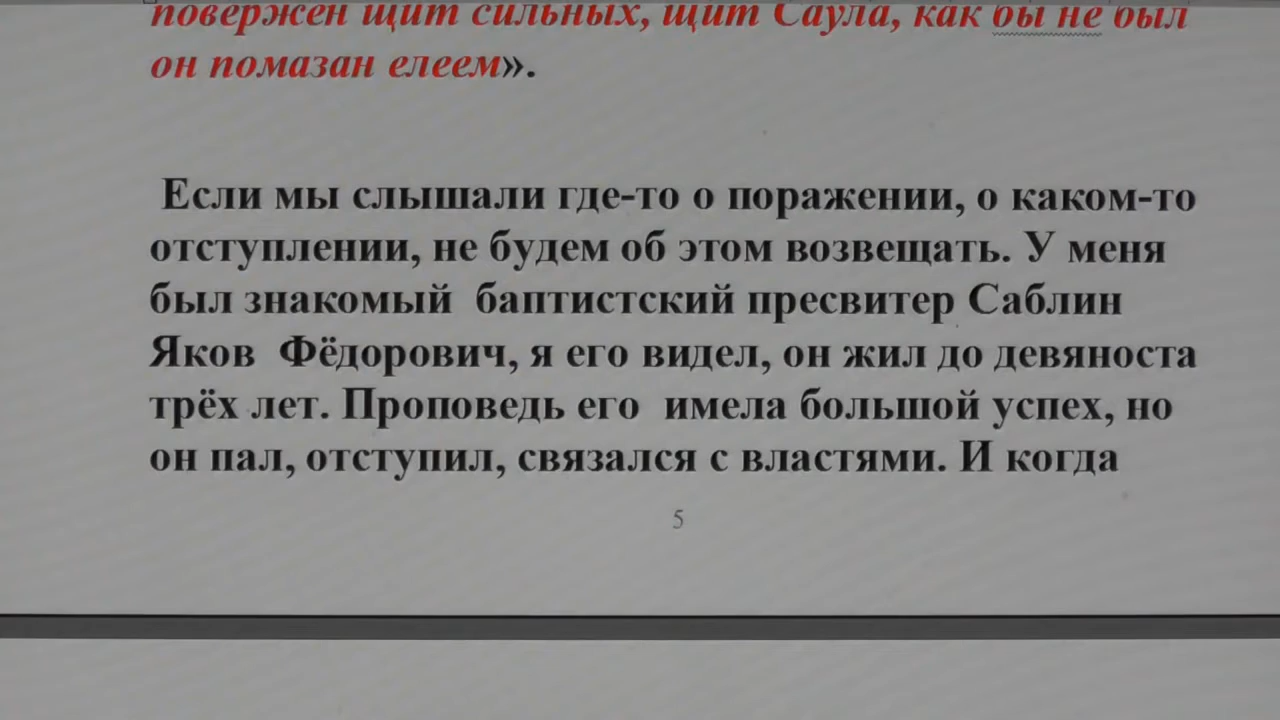 повержен щит сильных, щит Саула, как бы не был
он помазан елеем».
Если мы слышали где-то о поражении, о каком-то
отступлении, не будем об этом возвещать. У меня
был знакомый баптистский пресвитер Саблин
Яков Фёдорович, я его видел, он жил до девяноста
трёх лет. Проповедь его имела большой успех, но
он пал, отступил, связался с властями. И когда
5